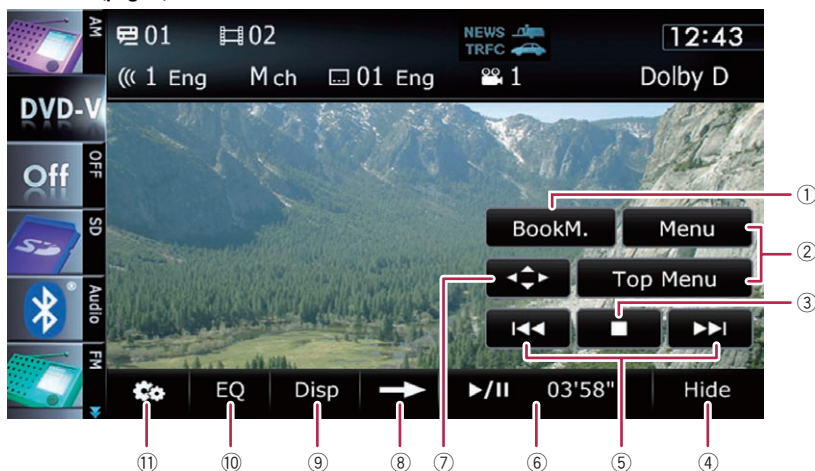 AM
01 02 NEWS TRFC 12:43
1 Eng M ch 01 Eng 1 Dolby D
DVD-V
Off OFF
SD
Audio
FM
BookM. Menu
Top Menu
EQ Disp 03'58" Hide
①
②
③
⑪ ⑩ ⑨ ⑧ ⑦ ⑥ ⑤ ④